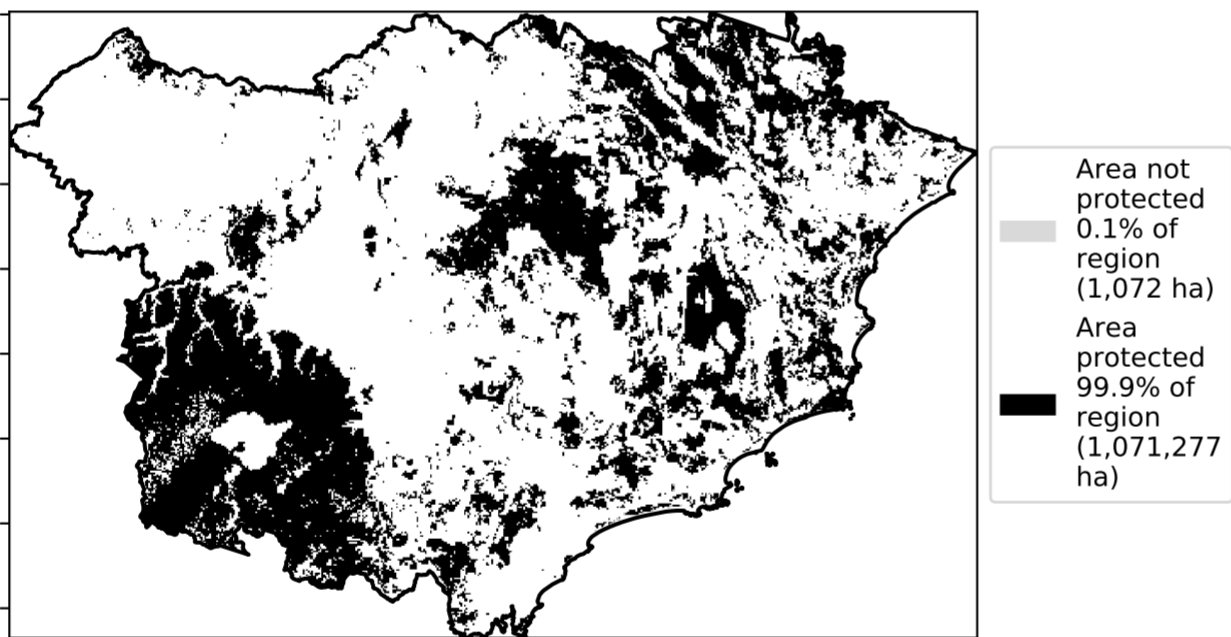 Area not
protected
0.1% of
region
(1,072 ha)
Area
protected
99.9% of
region
(1,071,277
ha)